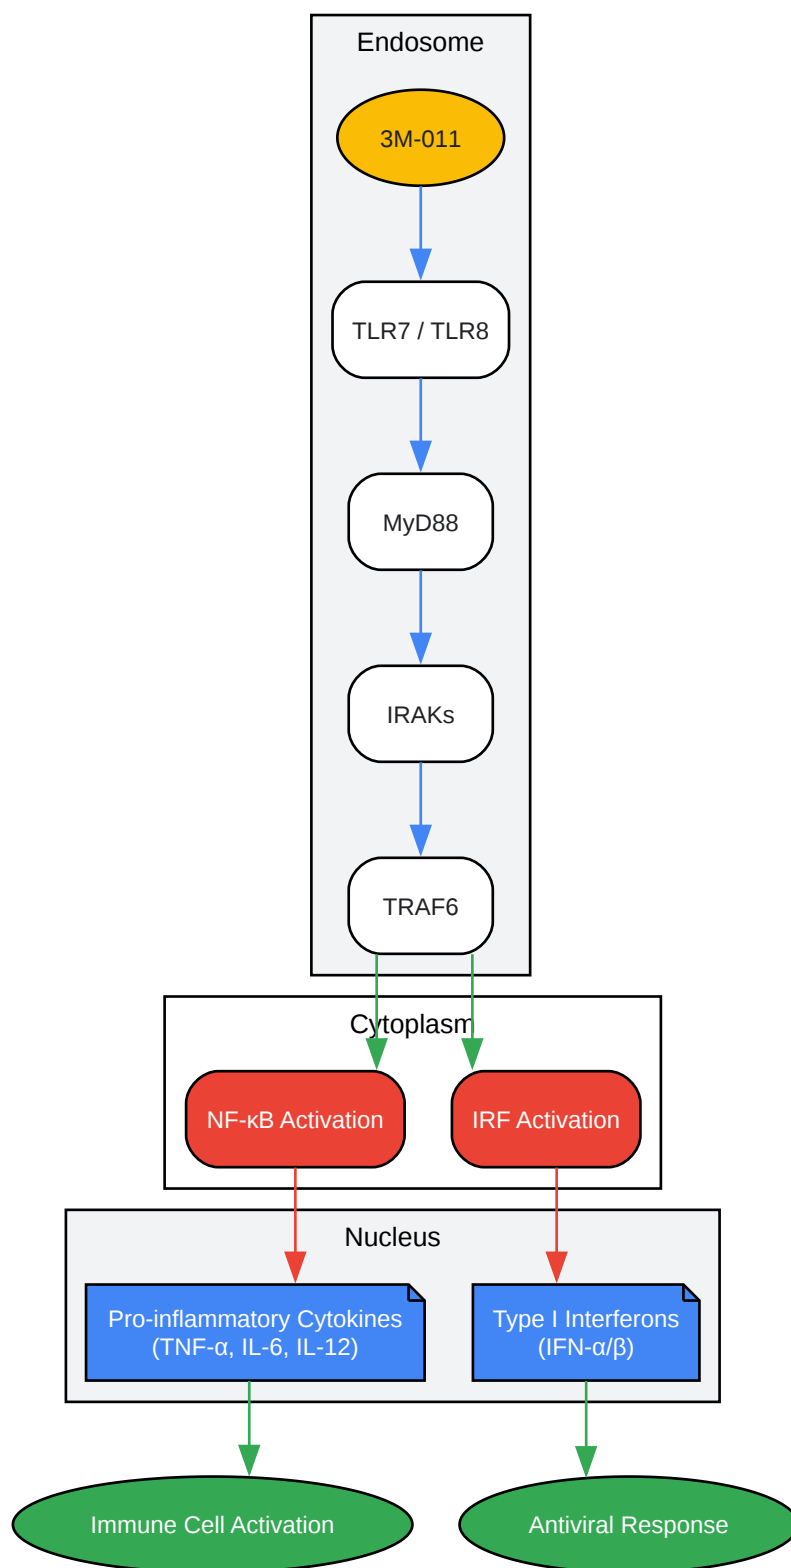 Endosome
3M-011
TLR7 / TLR8
MyD88
IRAKs
TRAF6
Cytoplasm
NF-κB Activation
IRF Activation
Nucleus
Pro-inflammatory Cytokines
(TNF-α, IL-6, IL-12)
Type I Interferons
(IFN-α/β)
Immune Cell Activation
Antiviral Response